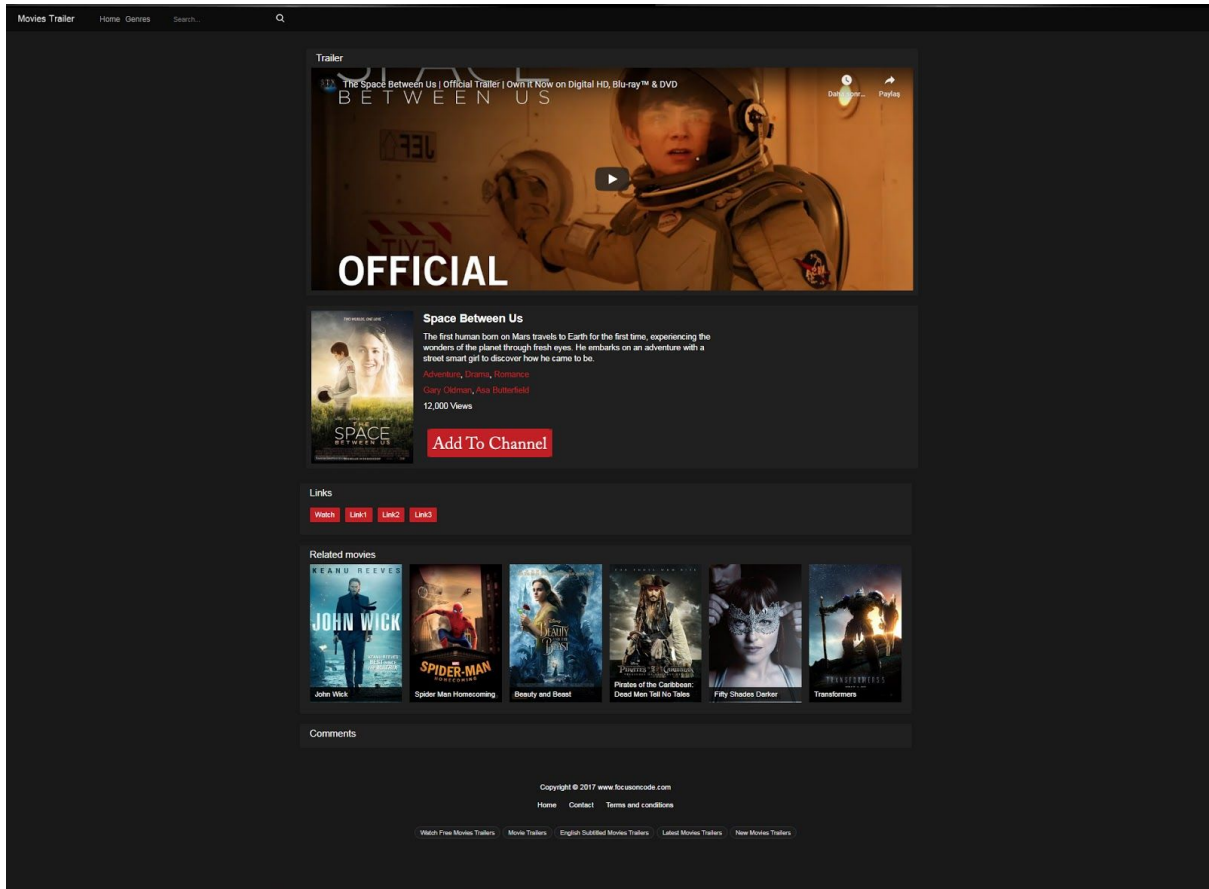 Movies Trailer
Home Genres
Search...
Trailer
The Space Between Us | Official Trailer | Own it Now on Digital HD, Blu-ray™ & DVD
Paylaş
SPACE
BETWEEN US
OFFICIAL
Space Between Us
The first human born on Mars travels to Earth for the first time, experiencing the
wonders of the planet through fresh eyes. He embarks on an adventure with a
street smart girl to discover how he came to be.
Adventure, Drama, Romance
Gary Oldman, Asa Butterfield
12,000 Views
Add To Channel
THE
SPACE
BETWEEN US
Links
Watch Link1 Link2 Link3
Related movies
KEANU REEVES
JOHN WICK
John Wick
SPIDER-MAN
HOMECOMING
Spider Man Homecoming
Disney
BEAUTY
BEAST
Beauty and Beast
PIRATES
Pirates of the Caribbean:
Dead Men Tell No Tales
Fifty Shades Darker
TRANSFORMERS
Transformers
Comments
Copyright © 2017 www.focusoncode.com
Home Contact Terms and conditions
Watch Free Movies Trailers Movie Trailers English Subtitled Movies Trailers Latest Movies Trailers New Movies Trailers